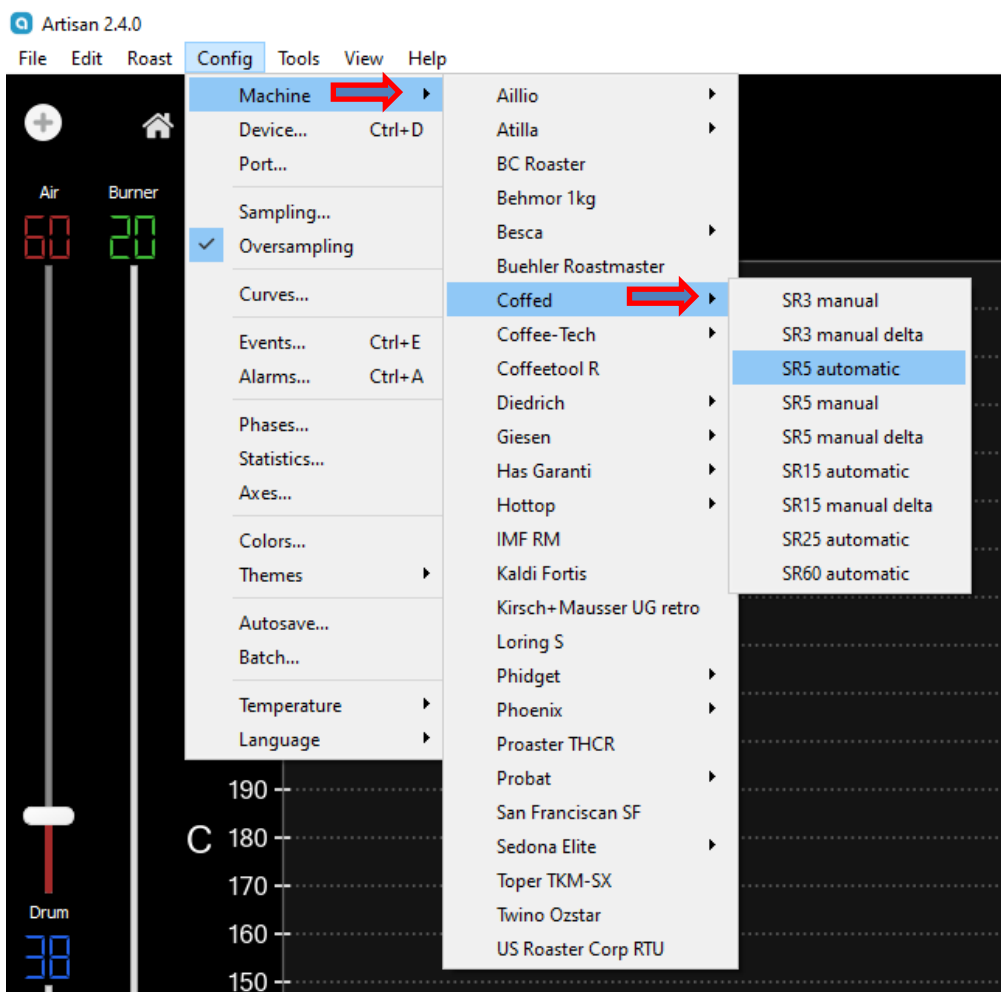 Artisan 2.4.0
File Edit Roast Config Tools View Help
Machine
Device... Ctrl+D
Port...
Sampling...
Oversampling
Curves...
Events... Ctrl+E
Alarms... Ctrl+A
Phases...
Statistics...
Axes...
Colors...
Themes
Autosave...
Batch...
Temperature
Language
Aillio
Atilla
BC Roaster
Behmor 1kg
Besca
Buehler Roastmaster
Coffed
Coffee-Tech
Coffeetool R
Diedrich
Giesen
Has Garanti
Hottop
IMF RM
Kaldi Fortis
Kirsch+Mausser UG retro
Loring S
Phidget
Phoenix
Proaster THCR
Probat
San Franciscan SF
Sedona Elite
Toper TKM-SX
Twino Ozstar
US Roaster Corp RTU
SR3 manual
SR3 manual delta
SR5 automatic
SR5 manual
SR5 manual delta
SR15 automatic
SR15 manual delta
SR25 automatic
SR60 automatic
Air Burner
60 20
Drum
38
C
190
180
170
160
150